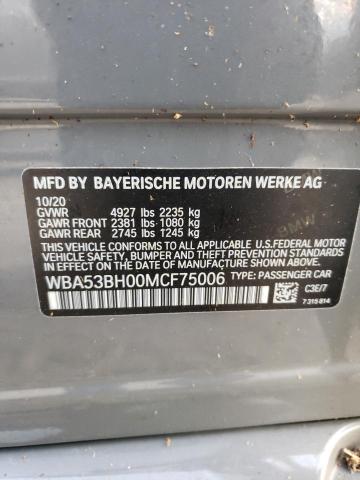 MFD BY BAYERISCHE MOTOREN WERKE AG
10/20
GVWR 4927 lbs 2235 kg
GAWR FRONT 2381 lbs 1080 kg
GAWR REAR 2745 lbs 1245 kg
THIS VEHICLE CONFORMS TO ALL APPLICABLE U.S. FEDERAL MOTOR
VEHICLE SAFETY, BUMPER, AND THEFT PREVENTION STANDARDS
IN EFFECT ON THE DATE OF MANUFACTURE SHOWN ABOVE.
WBA53BH00MCF75006 TYPE: PASSENGER CAR
C3E/7
7 315 814
BMW